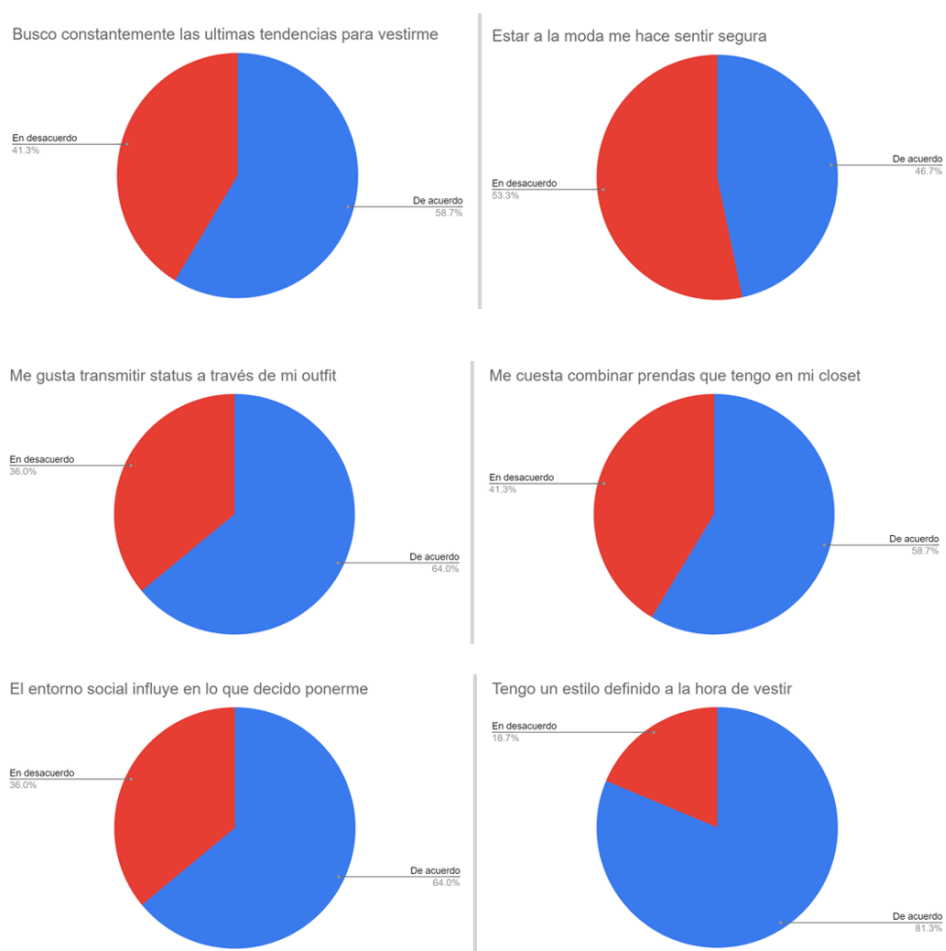 Busco constantemente las ultimas tendencias para vestirme
En desacuerdo
41.3%
De acuerdo
58.7%
Estar a la moda me hace sentir segura
De acuerdo
46.7%
En desacuerdo
53.3%
Me gusta transmitir status a través de mi outfit
En desacuerdo
36.0%
De acuerdo
64.0%
Me cuesta combinar prendas que tengo en mi closet
En desacuerdo
41.3%
De acuerdo
58.7%
El entorno social influye en lo que decido ponerme
En desacuerdo
36.0%
De acuerdo
64.0%
Tengo un estilo definido a la hora de vestir
En desacuerdo
18.7%
De acuerdo
81.3%